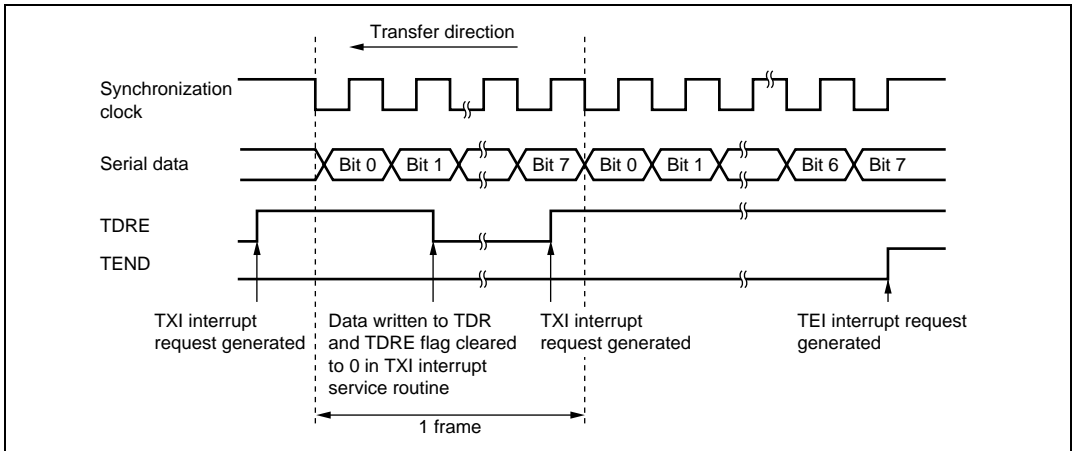 Transfer direction
Synchronization
clock
Serial data
Bit 0
Bit 1
Bit 7
Bit 0
Bit 1
Bit 6
Bit 7
TDRE
TEND
TXI interrupt
request generated
Data written to TDR
and TDRE flag cleared
to 0 in TXI interrupt
service routine
TXI interrupt
request generated
TEI interrupt request
generated
1 frame